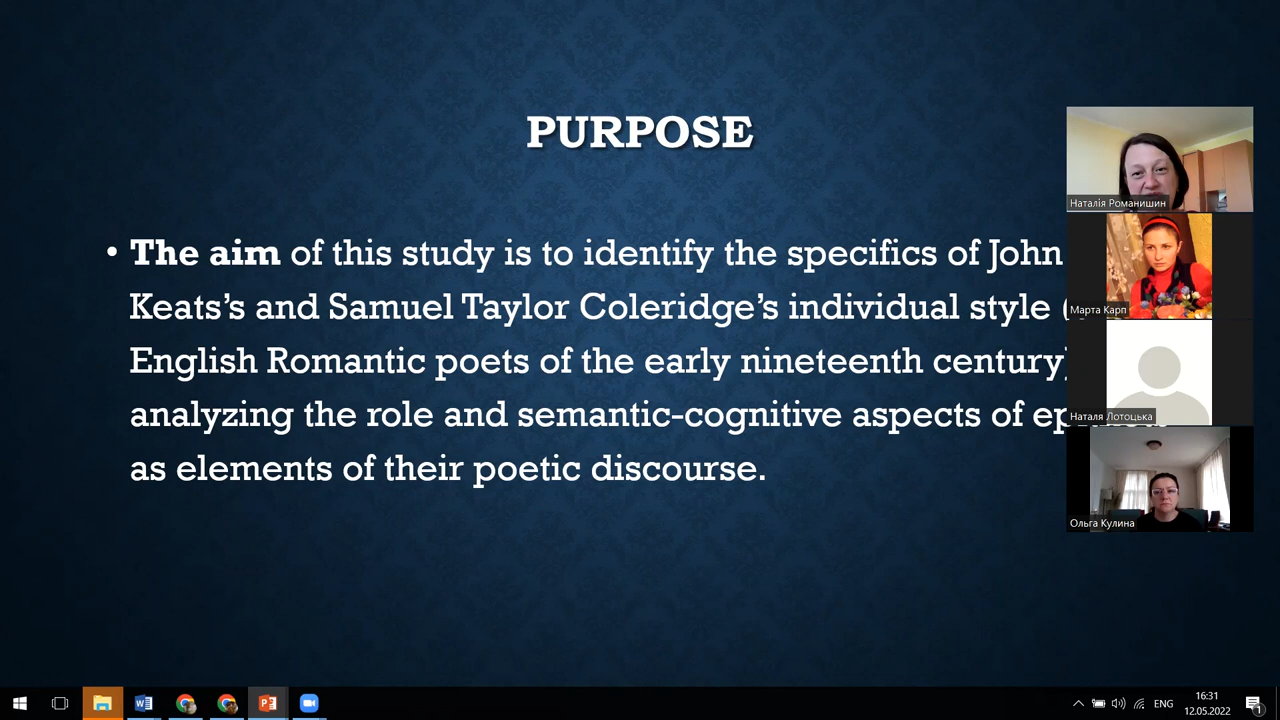 PURPOSE
• The aim of this study is to identify the specifics of John
Keats's and Samuel Taylor Coleridge's individual style (
English Romantic poets of the early nineteenth century)
analyzing the role and semantic-cognitive aspects of
as elements of their poetic discourse.
Наталія Романишин
Марта Карп
Наталя Лотоцька
Ольга Кулина
ENG
16:31
12.05.2022
1